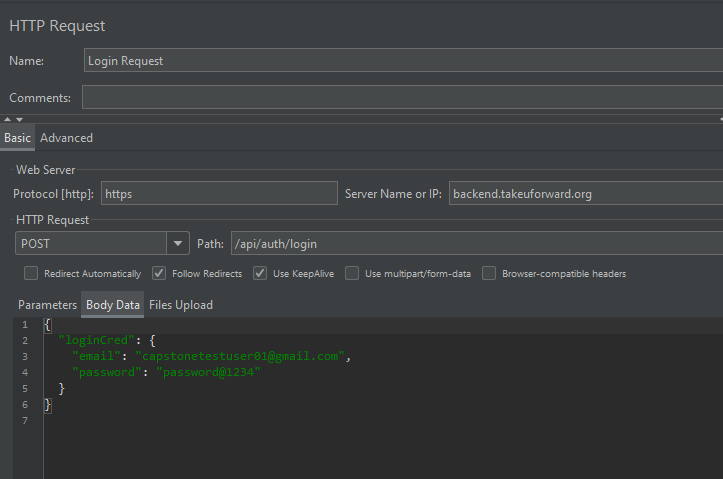 HTTP Request
Name: Login Request
Comments:
Basic Advanced
Web Server
Protocol [http]: https Server Name or IP: backend.takeuforward.org
HTTP Request
POST Path: /api/auth/login
Redirect Automatically Follow Redirects Use KeepAlive Use multipart/form-data Browser-compatible headers
Parameters Body Data Files Upload
1 {
2 "loginCred": {
3 "email": "capstonetestuser01@gmail.com",
4 "password": "password@1234"
5 }
6 }
7